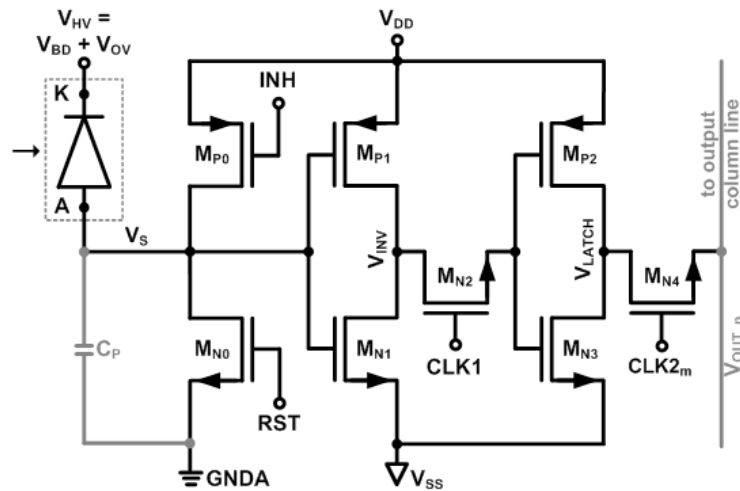 V_HV =
V_BD + V_OV
K
A
V_S
C_P
INH
M_P0
M_N0
RST
GNDA
V_DD
M_P1
V_INV
M_N1
M_N2
CLK1
V_SS
M_P2
V_LATCH
M_N3
M_N4
CLK2_m
to output
column line
V_OUT_n